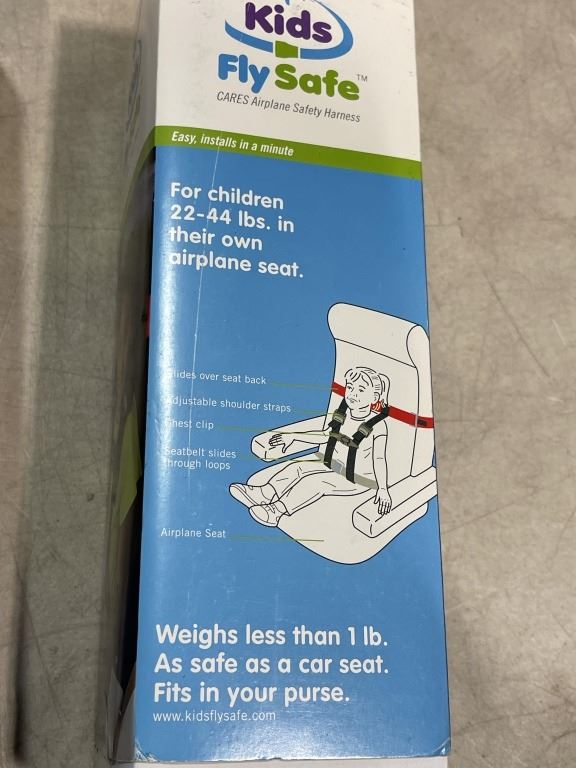 Kids
Fly Safe™
CARES Airplane Safety Harness
Easy, installs in a minute
For children
22-44 lbs. in
their own
airplane seat.
Slides over seat back
Adjustable shoulder straps
Chest clip
Seatbelt slides
through loops
Airplane Seat
Weighs less than 1 lb.
As safe as a car seat.
Fits in your purse.
www.kidsflysafe.com